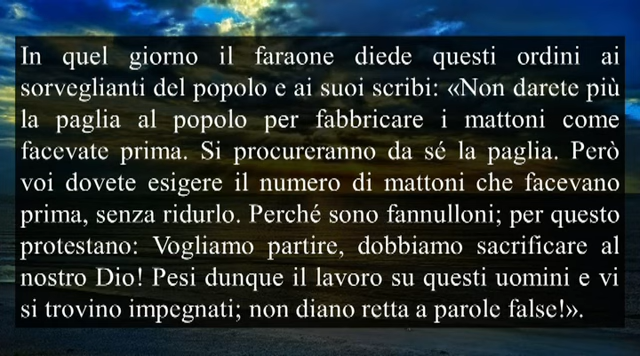 In quel giorno il faraone diede questi ordini ai
sorveglianti del popolo e ai suoi scribi: «Non darete più
la paglia al popolo per fabbricare i mattoni come
facevate prima. Si procureranno da sé la paglia. Però
voi dovete esigere il numero di mattoni che facevano
prima, senza ridurlo. Perché sono fannulloni; per questo
protestano: Vogliamo partire, dobbiamo sacrificare al
nostro Dio! Pesi dunque il lavoro su questi uomini e vi
si trovino impegnati; non diano retta a parole false!».